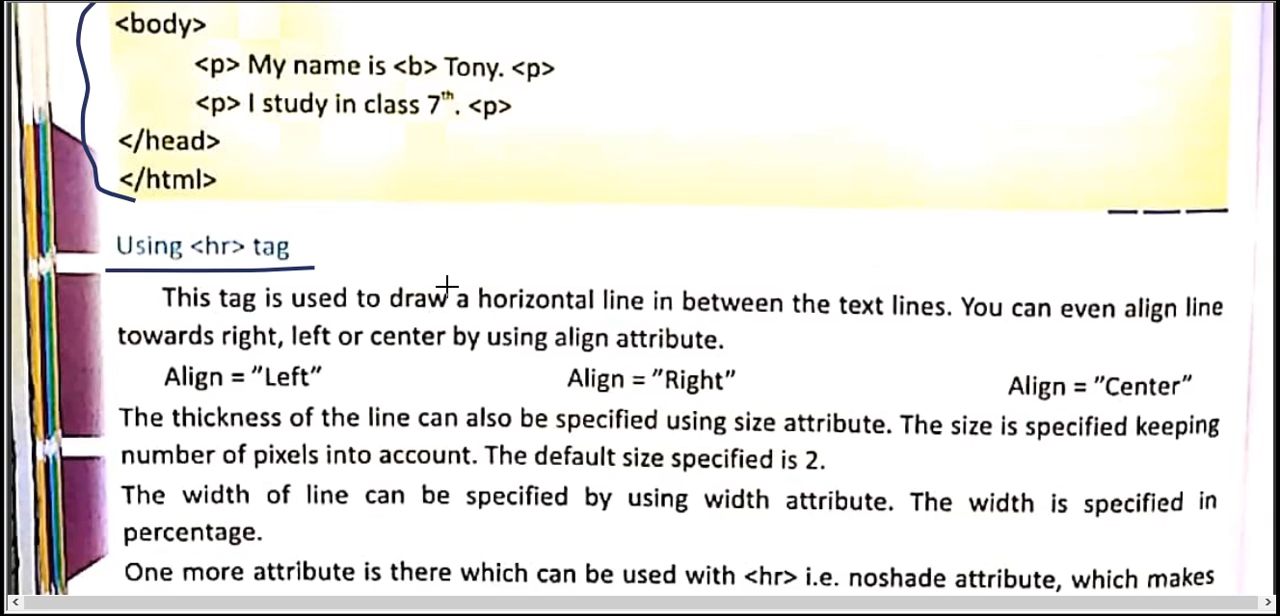 <body>
<p> My name is <b> Tony. <p>
<p> I study in class 7th. <p>
</head>
</html>
Using <hr> tag
This tag is used to draw a horizontal line in between the text lines. You can even align line
towards right, left or center by using align attribute.
Align = "Left" Align = "Right" Align = "Center"
The thickness of the line can also be specified using size attribute. The size is specified keeping
number of pixels into account. The default size specified is 2.
The width of line can be specified by using width attribute. The width is specified in
percentage.
One more attribute is there which can be used with <hr> i.e. noshade attribute, which makes